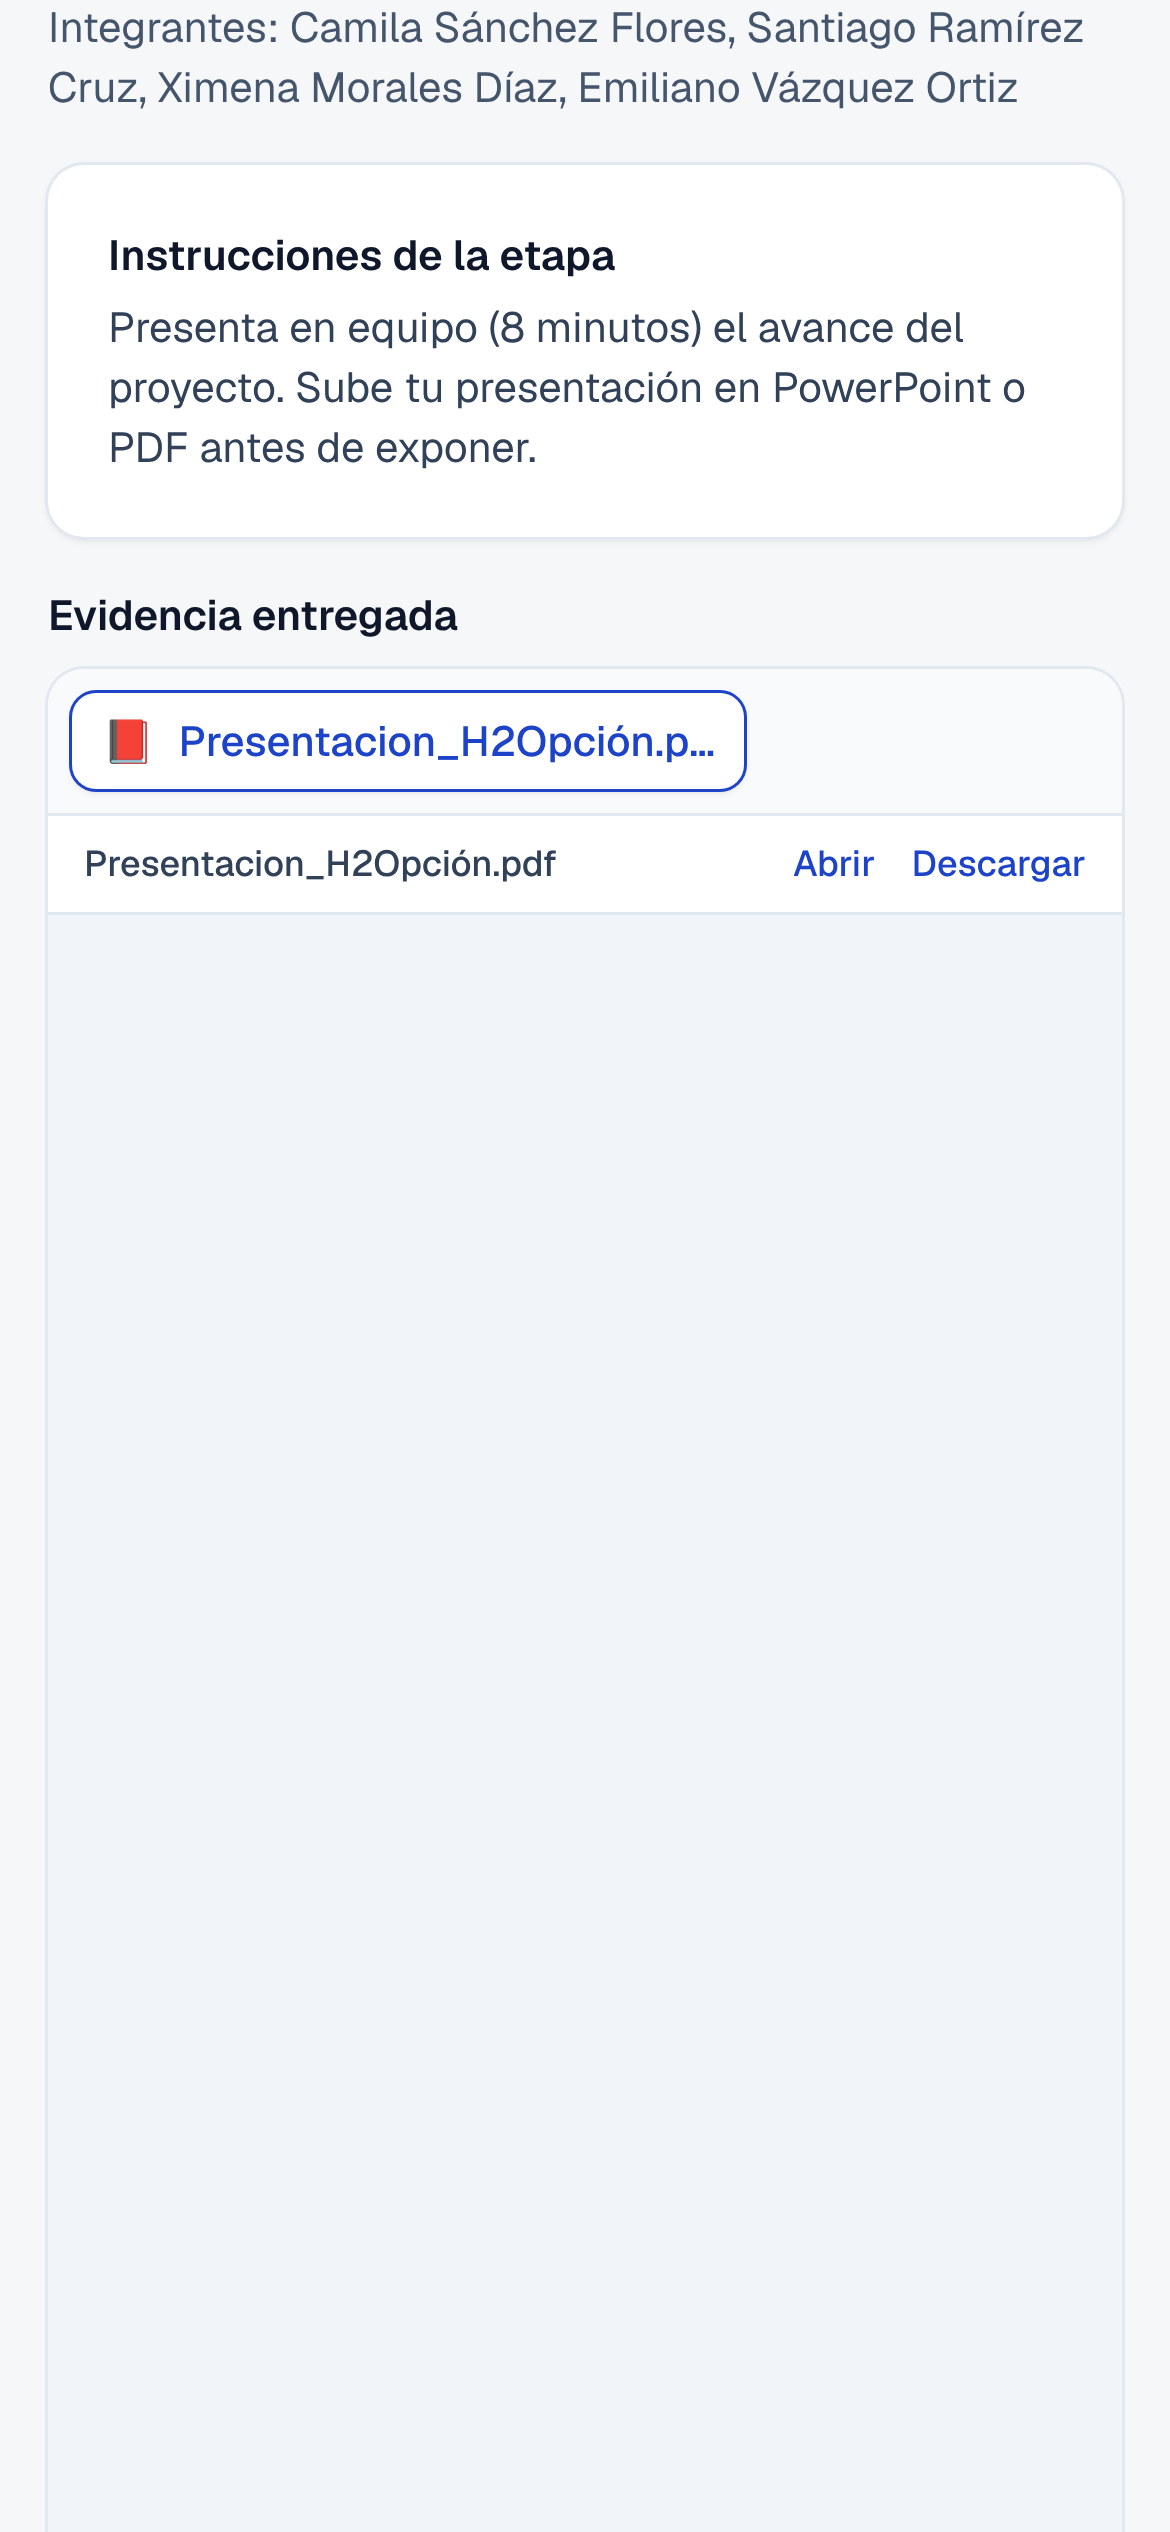 Integrantes: Camila Sánchez Flores, Santiago Ramírez
Cruz, Ximena Morales Díaz, Emiliano Vázquez Ortiz
Instrucciones de la etapa
Presenta en equipo (8 minutos) el avance del
proyecto. Sube tu presentación en PowerPoint o
PDF antes de exponer.
Evidencia entregada
Presentacion_H2Opción.p...
Presentacion_H2Opción.pdf Abrir Descargar